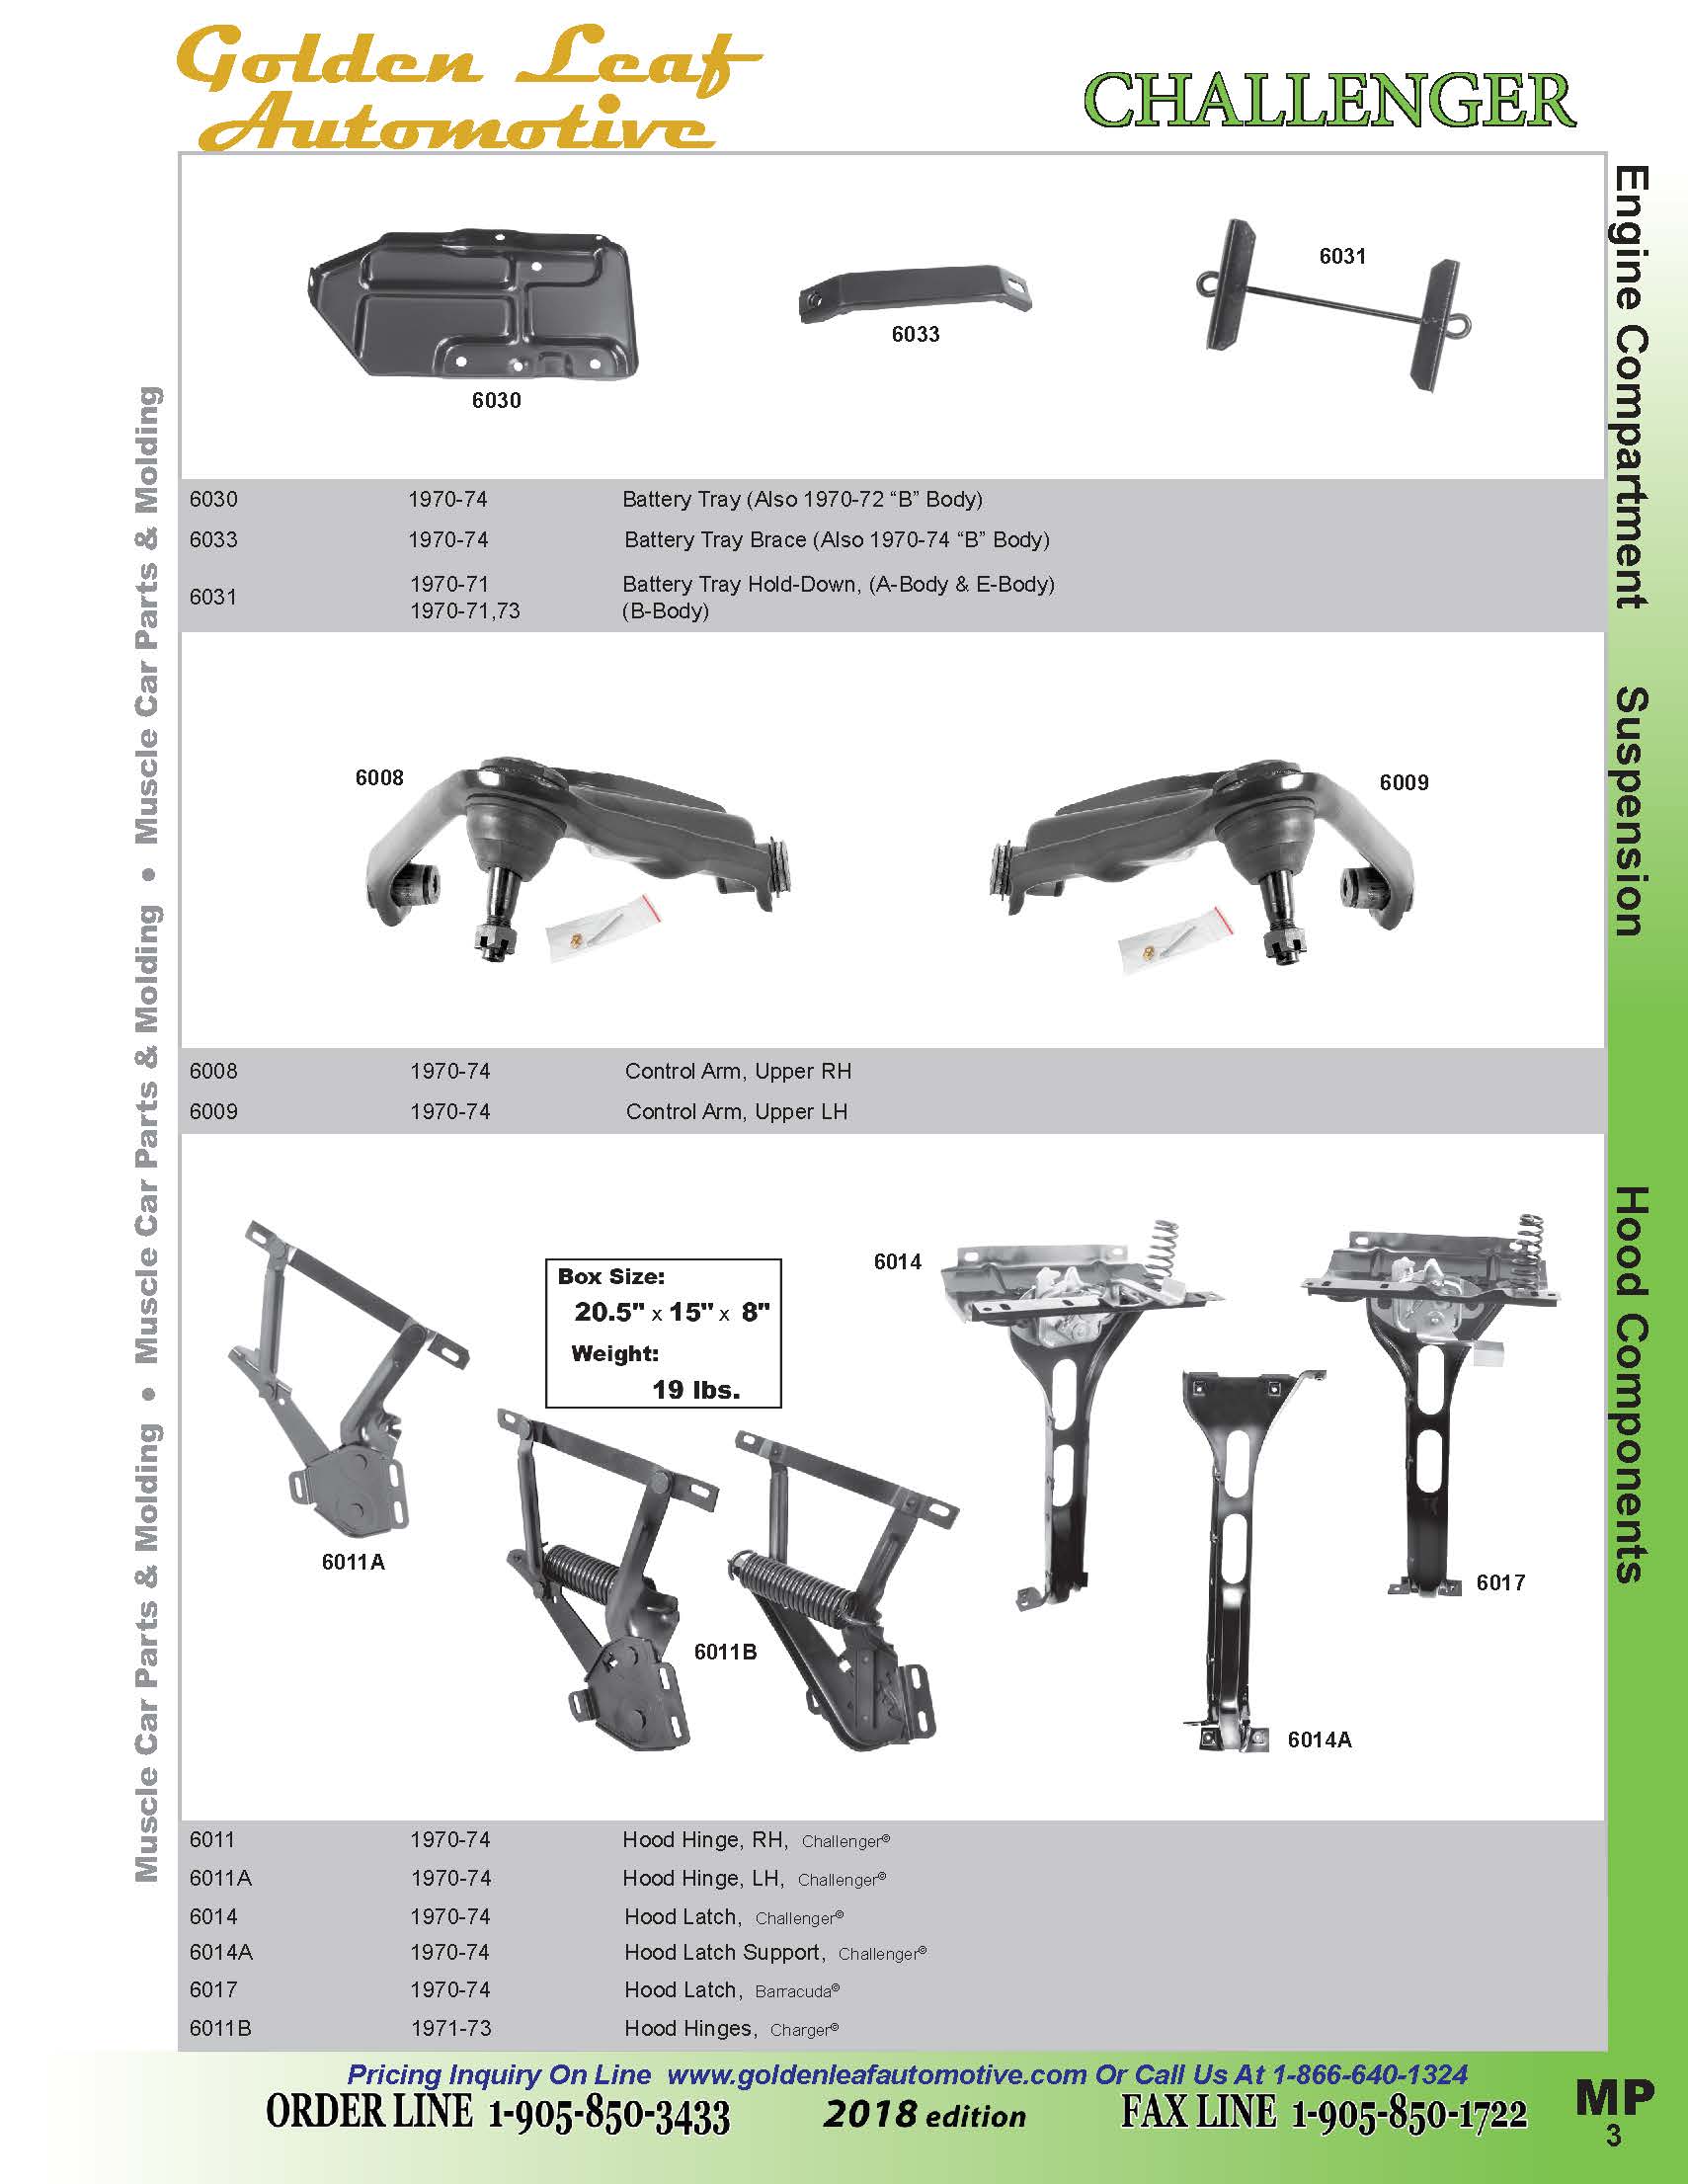 Golden Leaf
Automotive
CHALLENGER
6030
6033
6031
6030 1970-74 Battery Tray (Also 1970-72 “B” Body)
6033 1970-74 Battery Tray Brace (Also 1970-74 “B” Body)
6031 1970-71 Battery Tray Hold-Down, (A-Body & E-Body)
1970-71,73 (B-Body)
6008
6009
6008 1970-74 Control Arm, Upper RH
6009 1970-74 Control Arm, Upper LH
Box Size:
20.5" x 15" x 8"
Weight:
19 lbs.
6014
6011A
6011B
6017
6014A
6011 1970-74 Hood Hinge, RH, Challenger©
6011A 1970-74 Hood Hinge, LH, Challenger©
6014 1970-74 Hood Latch, Challenger©
6014A 1970-74 Hood Latch Support, Challenger©
6017 1970-74 Hood Latch, Barracuda©
6011B 1971-73 Hood Hinges, Charger©
Engine Compartment
Suspension
Hood Components
Muscle Car Parts & Molding • Muscle Car Parts & Molding • Muscle Car Parts & Molding
Pricing Inquiry On Line www.goldenleafautomotive.com Or Call Us At 1-866-640-1324
ORDER LINE 1-905-850-3433 2018 edition FAX LINE 1-905-850-1722
MP
3